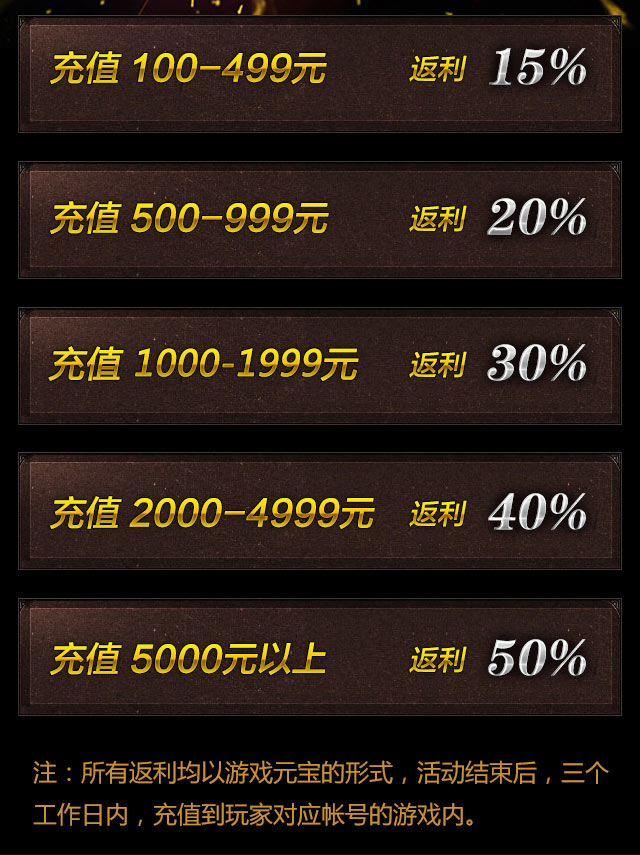 充值 100-499元 返利 15%
充值 500-999元 返利 20%
充值 1000-1999元 返利 30%
充值 2000-4999元 返利 40%
充值 5000元以上 返利 50%
注：所有返利均以游戏元宝的形式，活动结束后，三个
工作日内，充值到玩家对应帐号的游戏内。